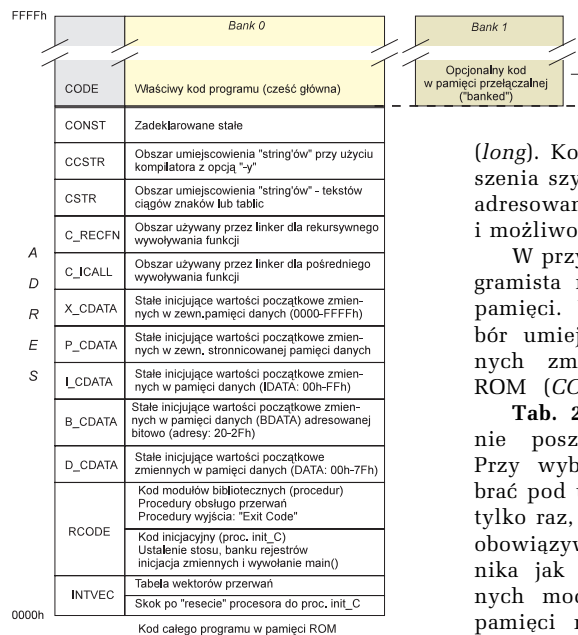 FFFFh
Bank 0
Bank 1
CODE
Właściwy kod programu (cześć główna)
Opcjonalny kod
w pamięci przełączalnej
("banked")
CONST
Zadeklarowane stałe
CCSTR
Obszar umiejscowienia "string'ów" przy użyciu
kompilatora z opcją "-y"
CSTR
Obszar umiejscowienia "string'ów" - tekstów
ciągów znaków lub tablic
C_RECFN
Obszar używany przez linker dla rekursywnego
wywoływania funkcji
C_ICALL
Obszar używany przez linker dla pośredniego
wywoływania funkcji
X_CDATA
Stałe inicjujące wartości początkowe zmien-
nych w zewn.pamięci danych (0000-FFFFh)
P_CDATA
Stałe inicjujące wartości początkowe zmien-
nych w zewn. stronnicowanej pamięci danych
I_CDATA
Stałe inicjujące wartości początkowe zmien-
nych w pamięci danych (IDATA: 00h-FFh)
B_CDATA
Stałe inicjujące wartości początkowe zmien-
nych w pamięci danych (BDATA) adresowanej
bitowo (adresy: 20-2Fh)
D_CDATA
Stałe inicjujące wartości początkowe
zmiennych w pamięci danych (DATA: 00h-7Fh)
RCODE
Kod modułów bibliotecznych (procedur)
Procedury obsługo przerwań
Procedury wyjścia: "Exit Code"
Kod inicjacyjny (proc. init_C)
Ustalenie stosu, banku rejestrów
inicjacja zmiennych i wywołanie main()
INTVEC
Tabela wektorów przerwań
Skok po "resecie" procesora do proc. init_C
0000h
Kod całego programu w pamięci ROM
A
D
R
E
S
(long). Ko
szenia szy
adresowan
i możliwo
W przy
gramista
pamięci.
bór umiej
nych zm
ROM (CO
Tab. 2
nie posz
Przy wyb
brać pod
tylko raz,
obowiązyw
nika jak
nych mod
pamięci